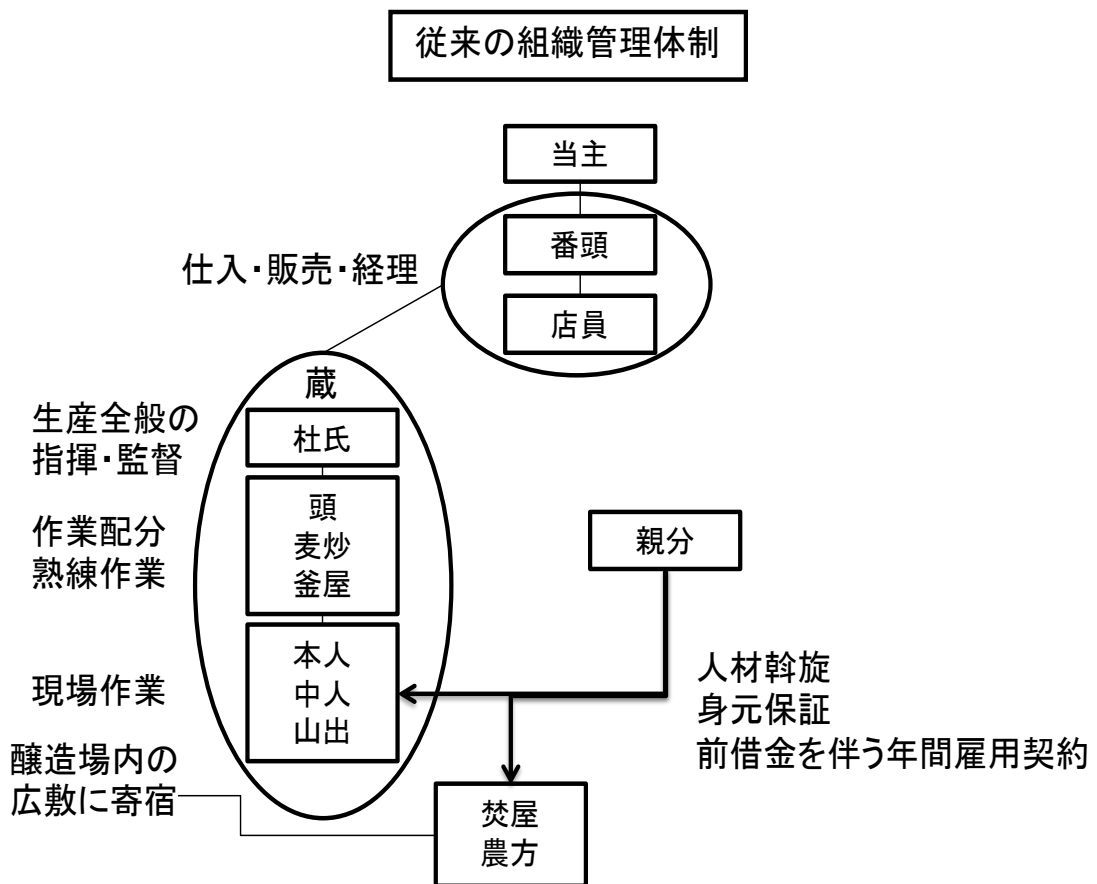 従来の組織管理体制
当主
番頭
仕入・販売・経理
店員
蔵
生産全般の
指揮・監督
杜氏
作業配分
熟練作業
頭
麦炒
釜屋
親分
現場作業
本人
中人
山出
人材斡旋
身元保証
前借金を伴う年間雇用契約
醸造場内の
広敷に寄宿
焚屋
農方